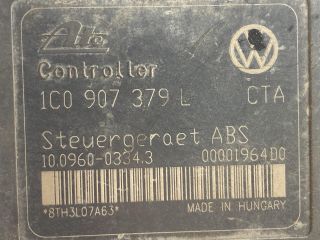 Ate
Controller
1C0 907 379 L CTA
Steuergeraet ABS
10.0960-0334.3 00001964D0
*8TH3L07A63* MADE IN HUNGARY